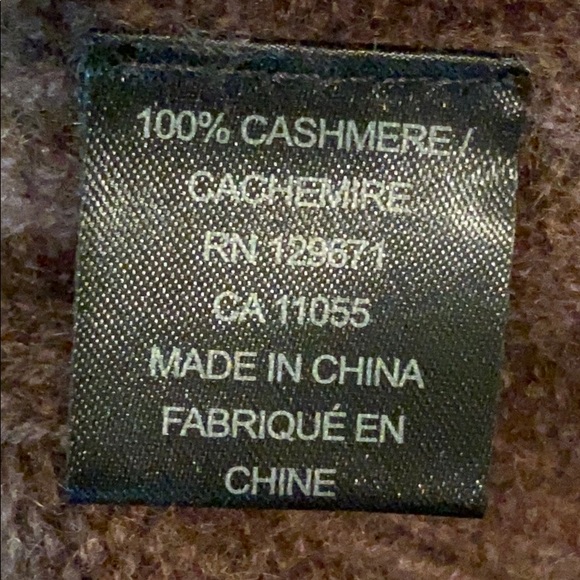 100% CASHMERE /
CACHEMIRE
RN 129671
CA 11055
MADE IN CHINA
FABRIQUÉ EN
CHINE